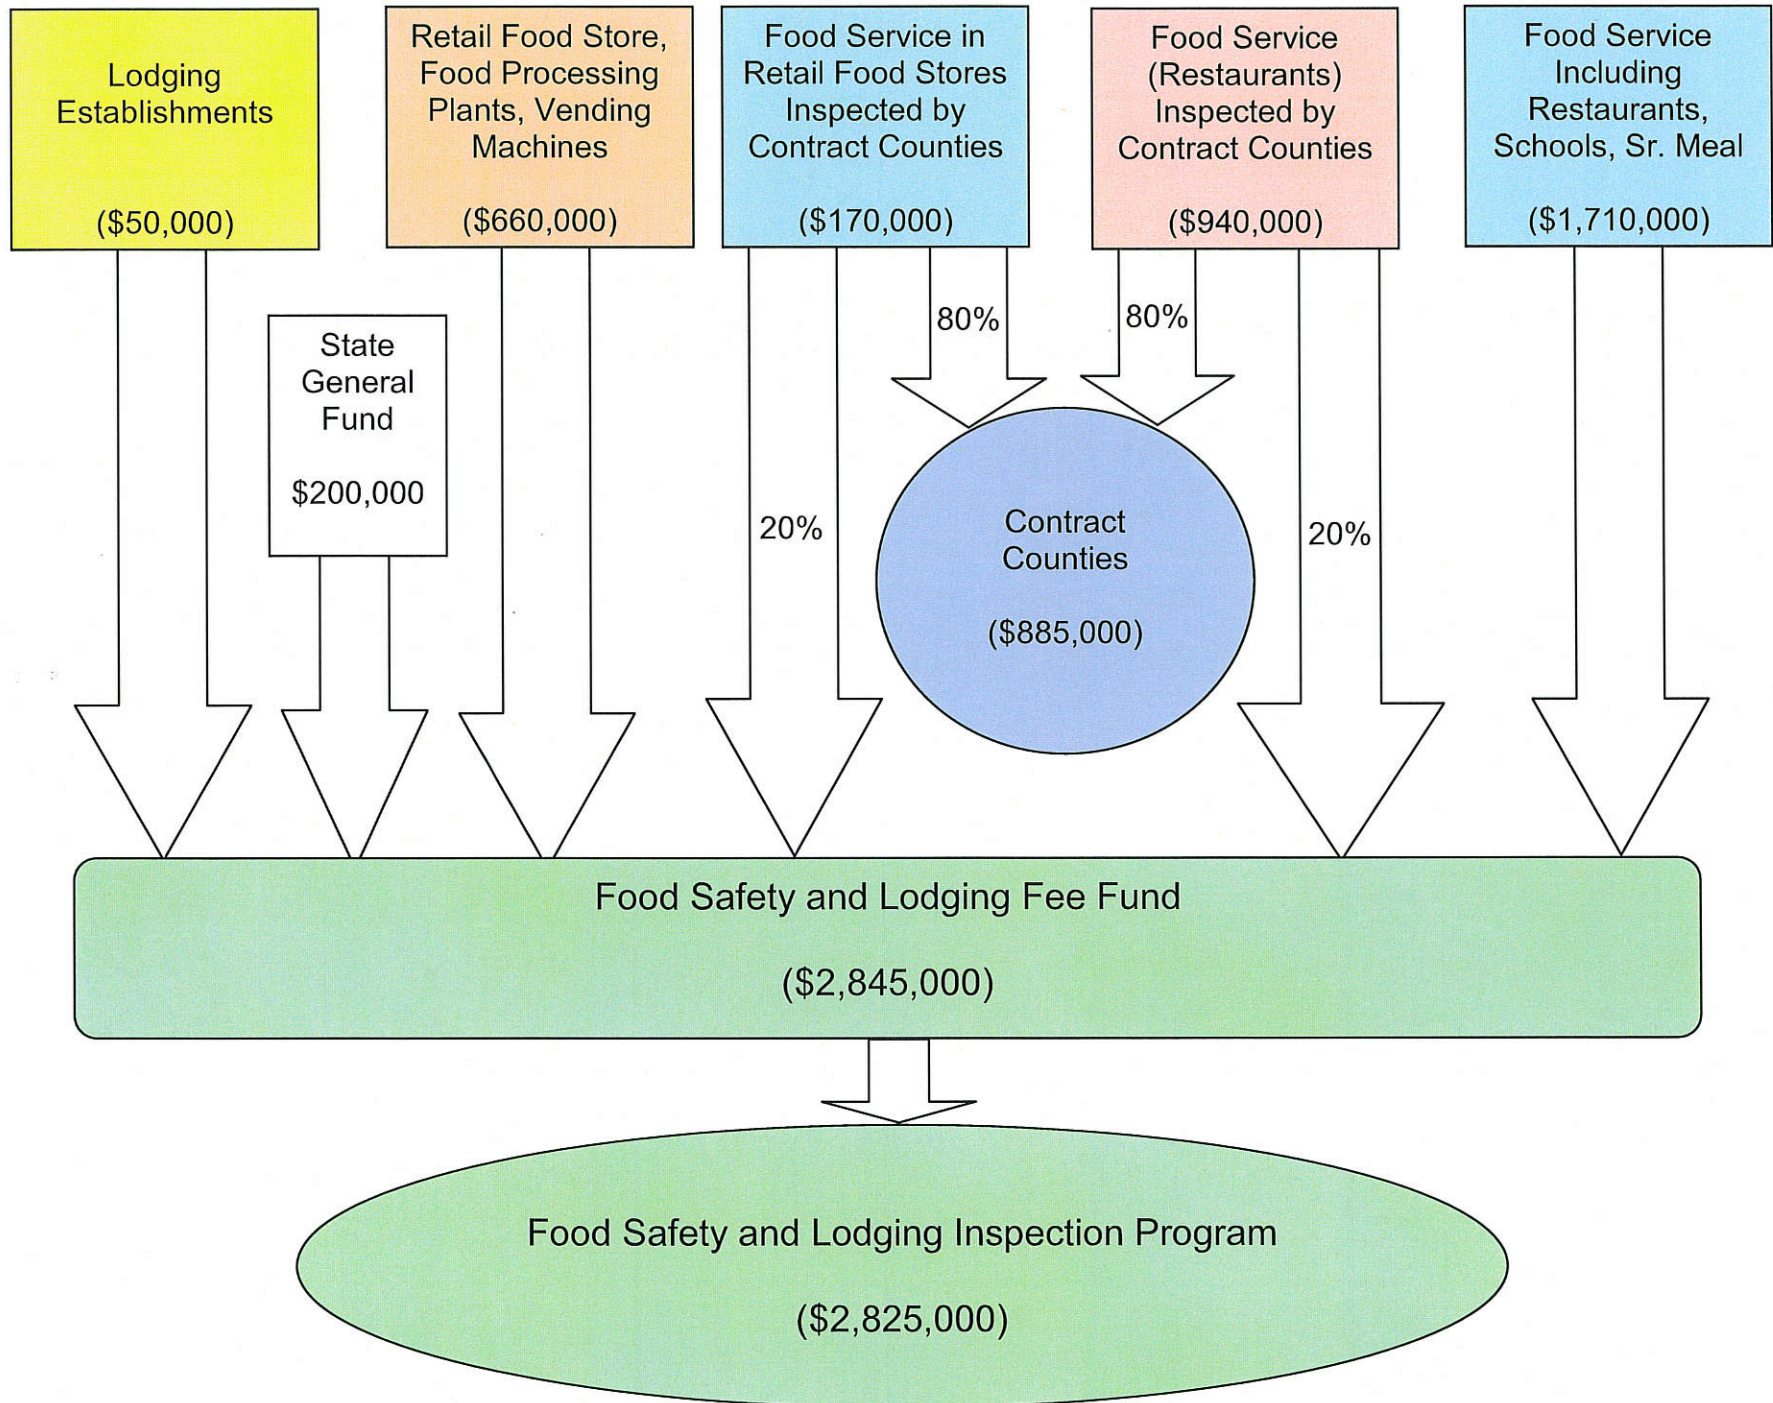 Lodging
Establishments
($50,000)
Retail Food Store,
Food Processing
Plants, Vending
Machines
($660,000)
Food Service in
Retail Food Stores
Inspected by
Contract Counties
($170,000)
Food Service
(Restaurants)
Inspected by
Contract Counties
($940,000)
Food Service
Including
Restaurants,
Schools, Sr. Meal
($1,710,000)
State
General
Fund
$200,000
80%
80%
20%
20%
Contract
Counties
($885,000)
Food Safety and Lodging Fee Fund
($2,845,000)
Food Safety and Lodging Inspection Program
($2,825,000)